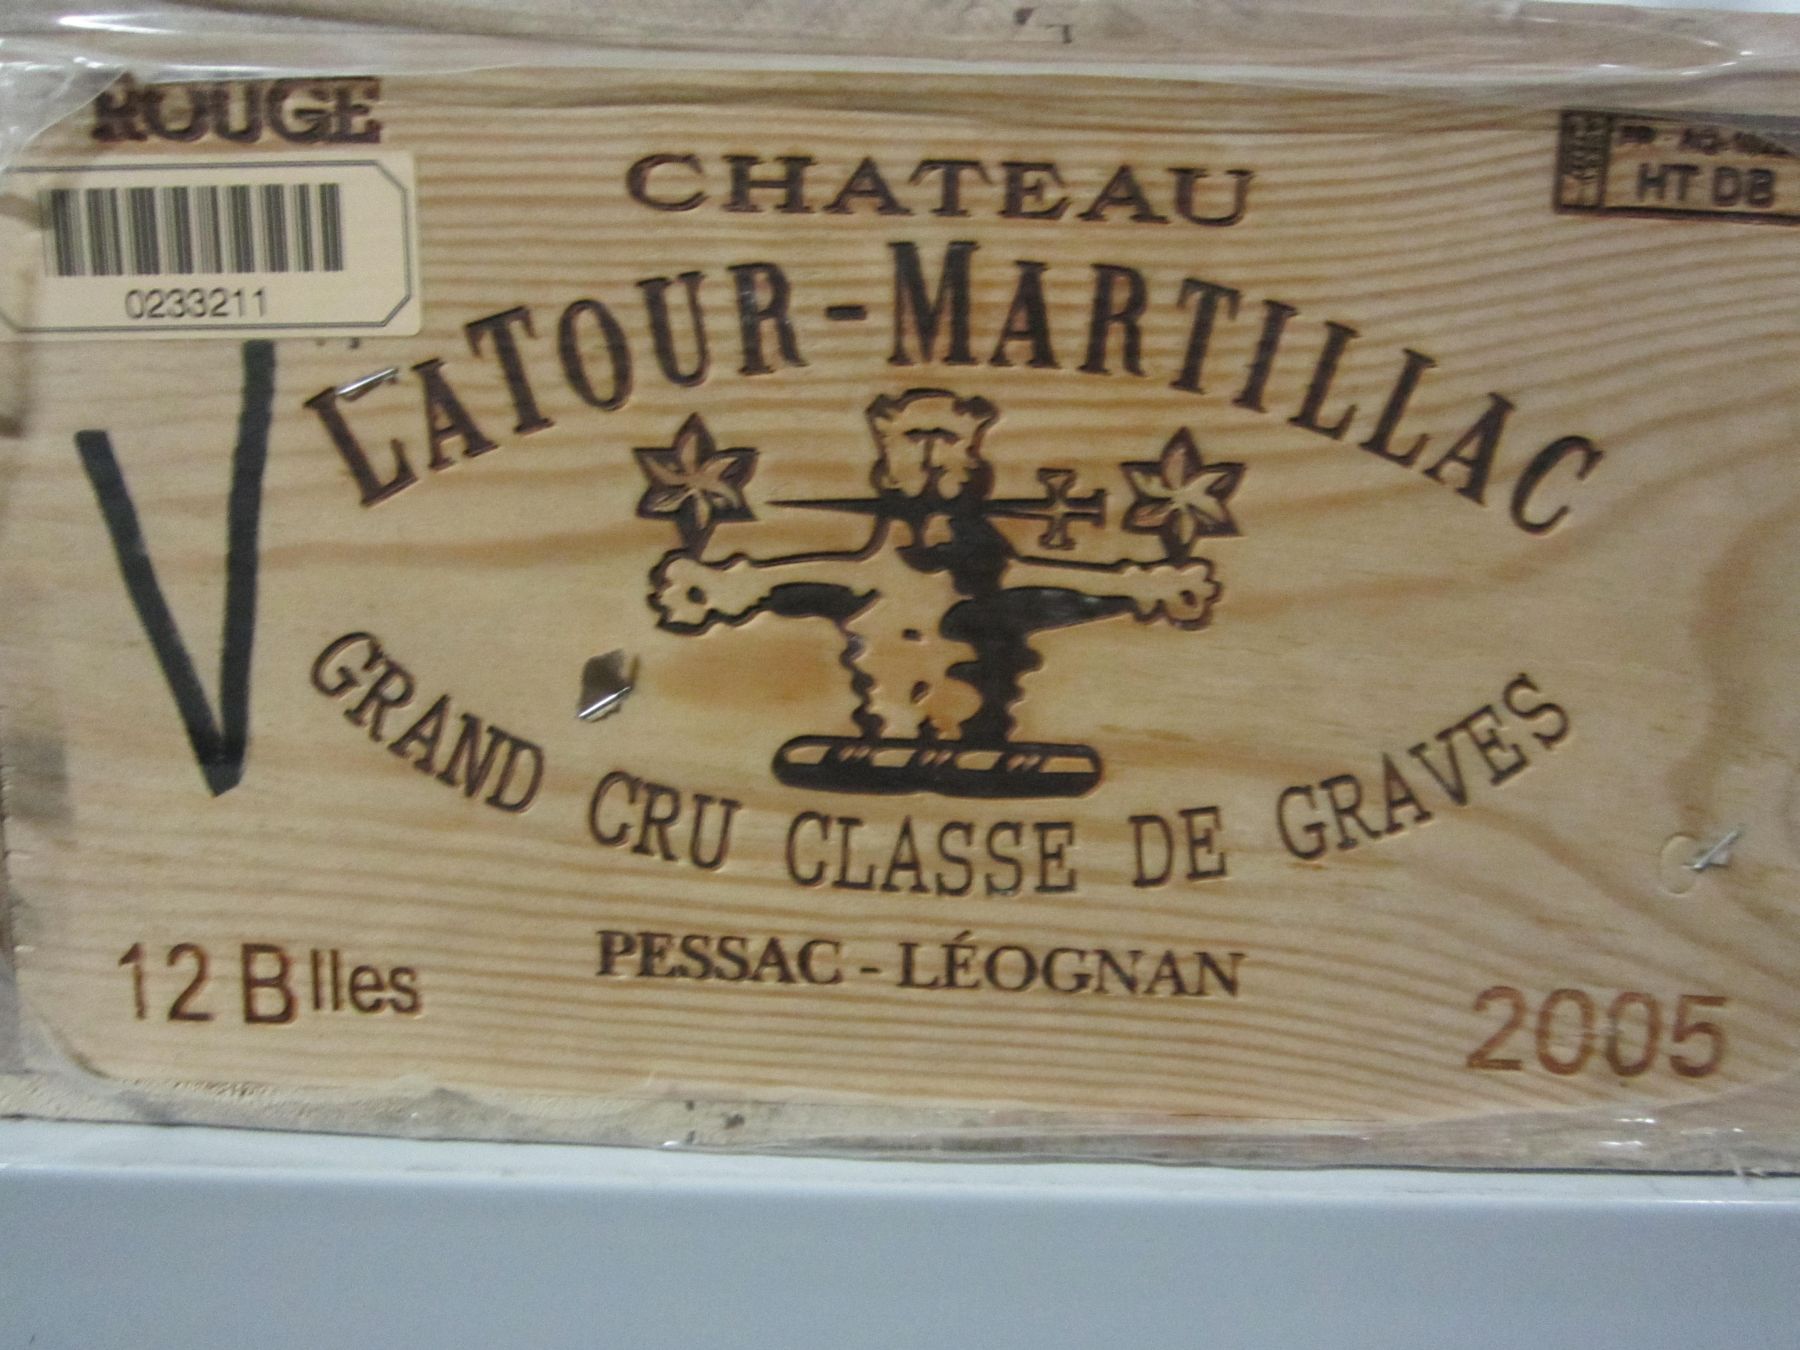 ROUGE
0233211
HT DB
V
CHATEAU
LATOUR-MARTILLAC
GRAND CRU CLASSE DE GRAVES
PESSAC-LÉOGNAN
12 Blles
2005